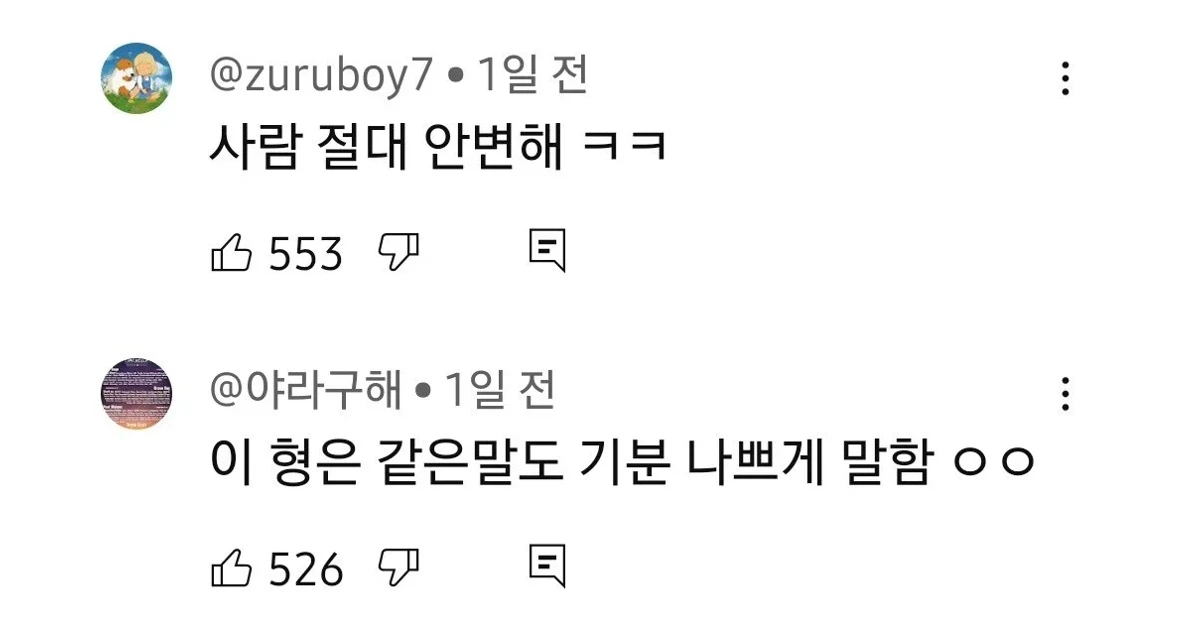 @zuruboy7 • 1일 전
사람 절대 안변해 ㅋㅋ
553
@야라구해 • 1일 전
이 형은 같은말도 기분 나쁘게 말함 ㅇㅇ
526